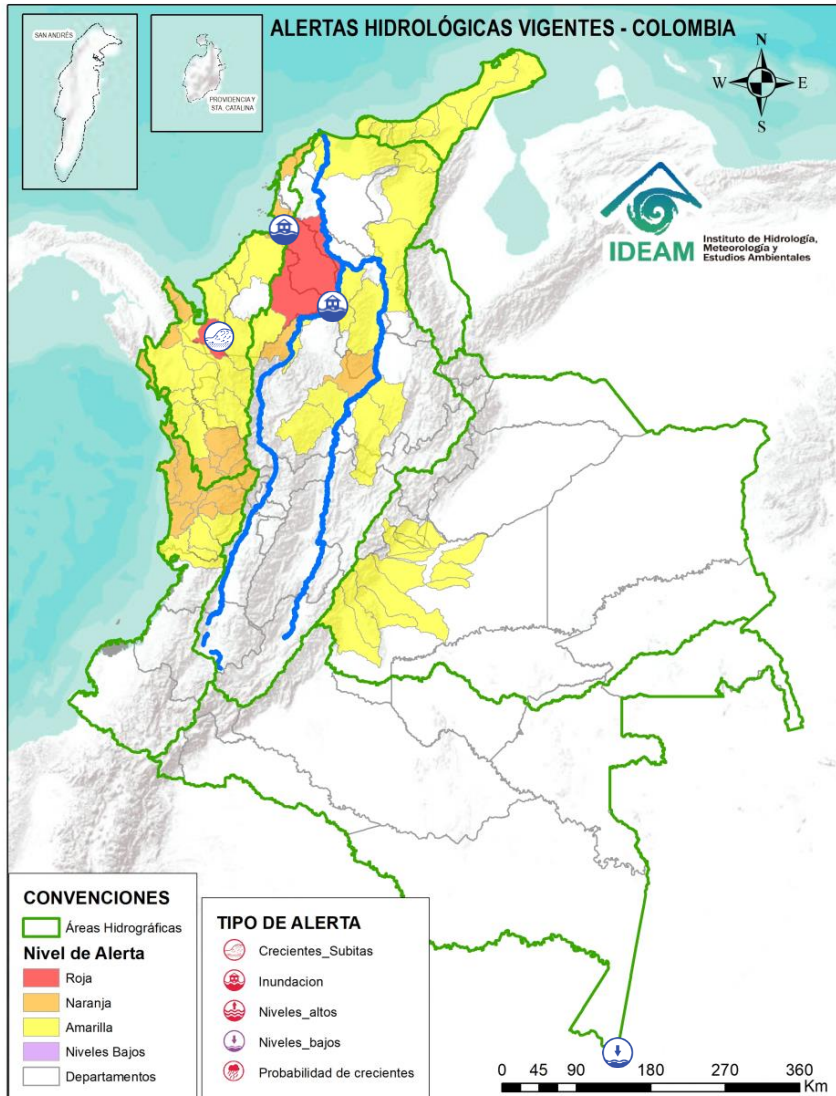 ALERTAS HIDROLÓGICAS VIGENTES - COLOMBIA
SAN ANDRÉS
PROVIDENCIA Y
STA. CATALINA
N
W
E
S
IDEAM
Instituto de Hidrología,
Meteorología y
Estudios Ambientales
CONVENCIONES
Áreas Hidrográficas
Nivel de Alerta
Roja
Naranja
Amarilla
Niveles Bajos
Departamentos
TIPO DE ALERTA
Crecientes_Subitas
Inundacion
Niveles_altos
Niveles_bajos
Probabilidad de crecientes
0 45 90 180 270 360
Km